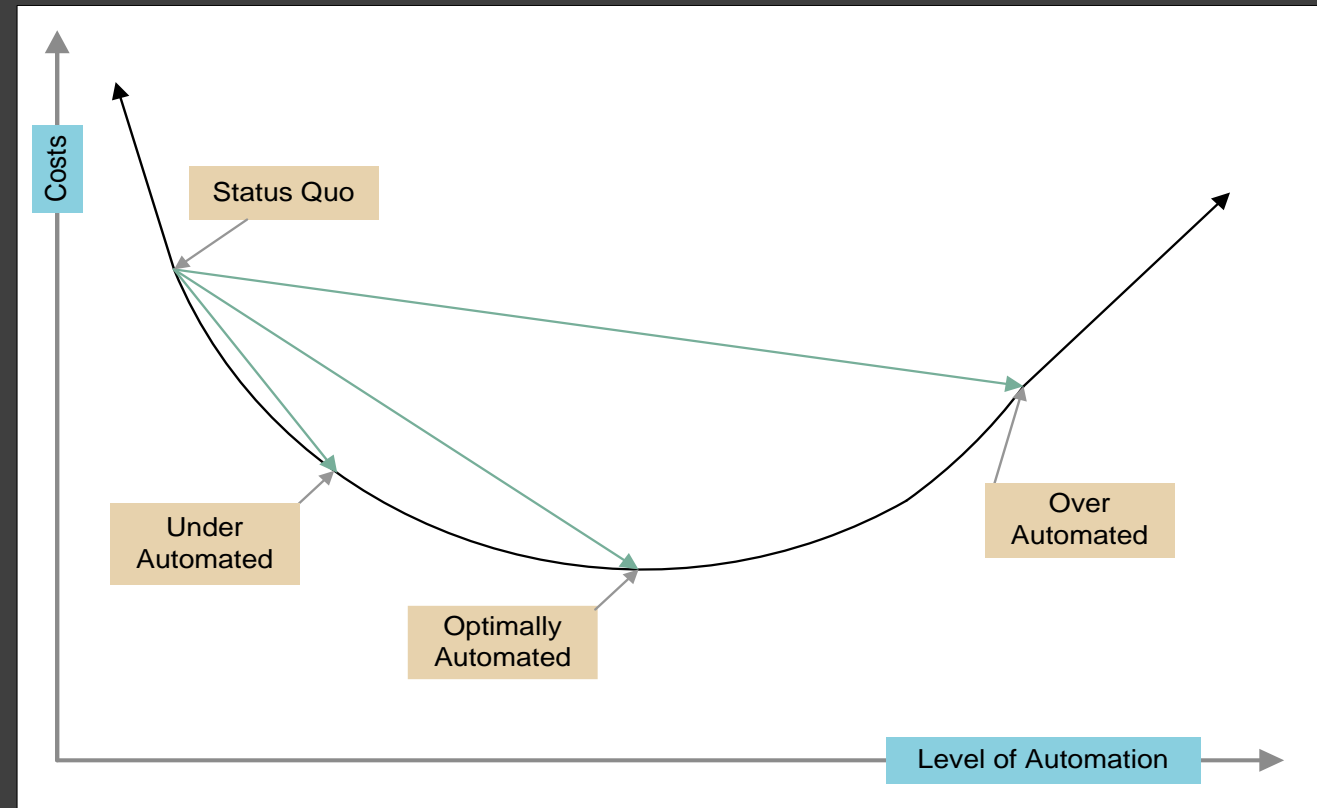 Costs
Status Quo
Under
Automated
Optimally
Automated
Over
Automated
Level of Automation